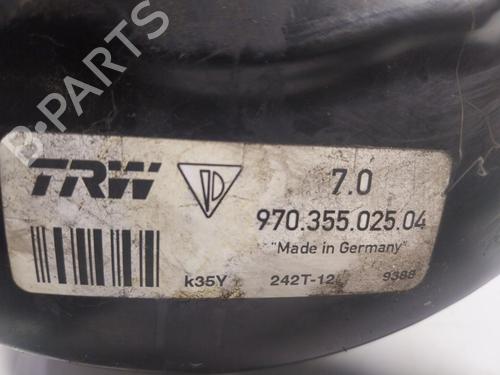 B-PARTS
TRW
7.0
970.355.025.04
"Made in Germany"
k35Y 242T-12 9388